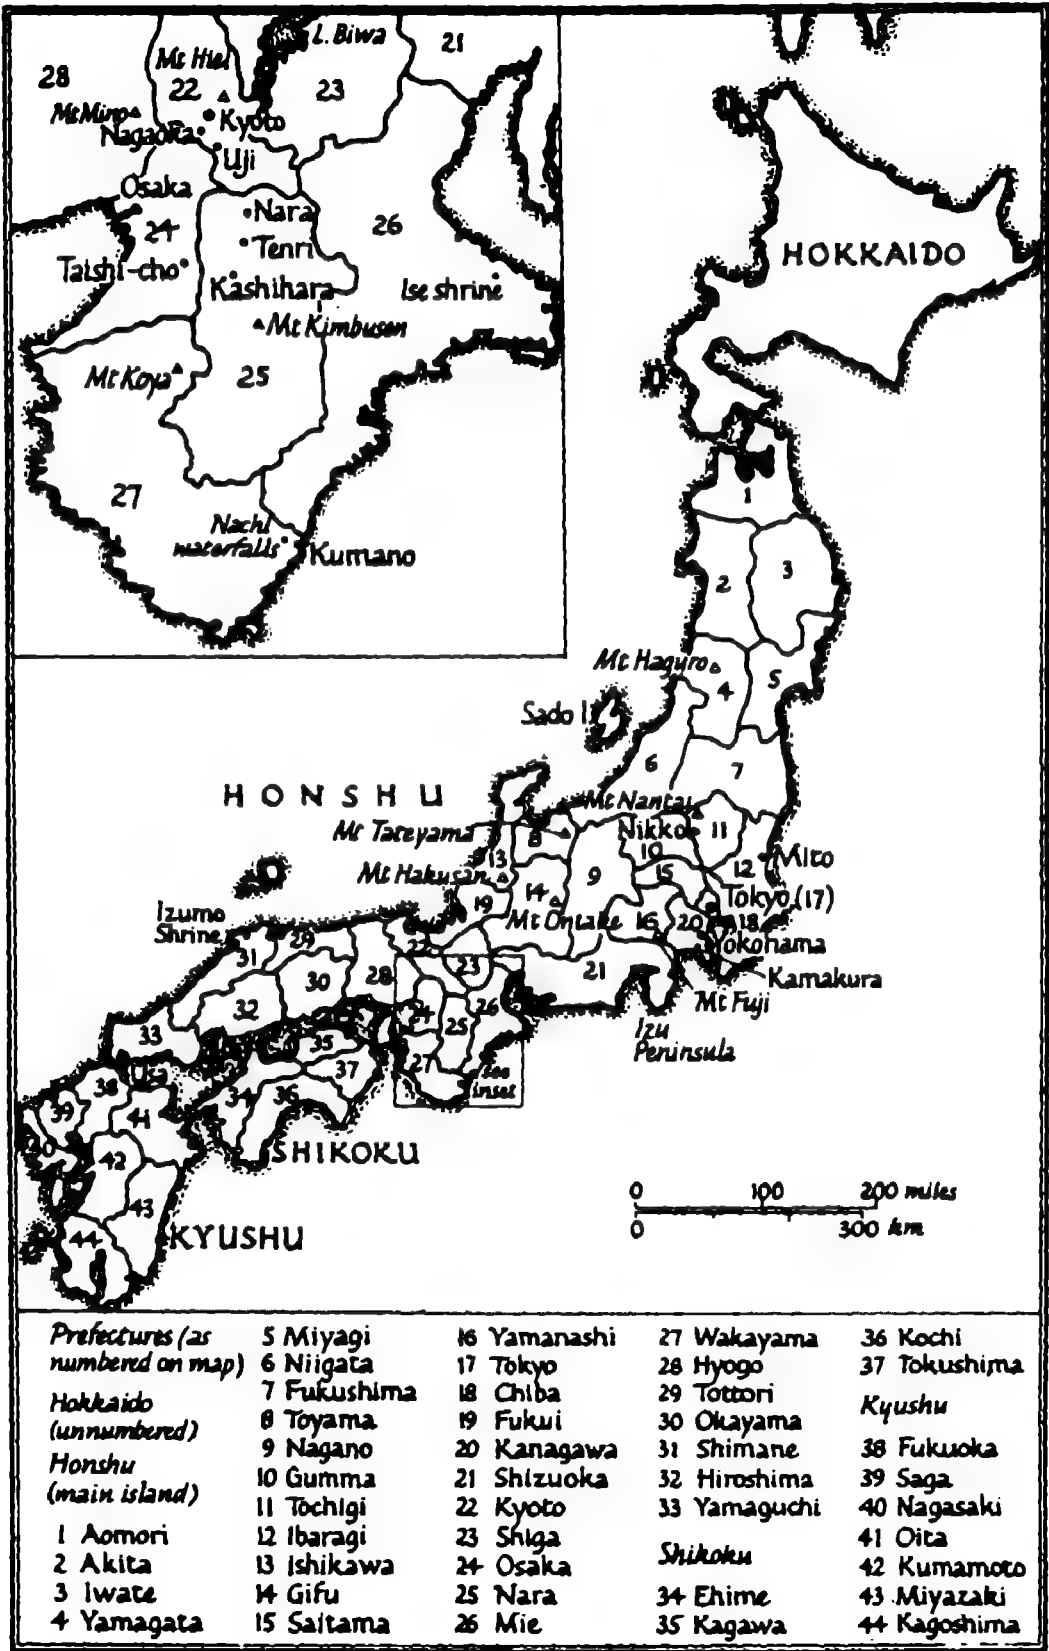 L. Biwa
21
28
Mt Hiei
22
23
Mt Mino
Kyoto
Nagaoka
Uji
Osaka
Nara
24
26
Tenri
Taishi-cho
Kashihara
Ise shrine
Mt Kimbusen
Mt Koya
25
27
Nachi
waterfalls
Kumano
HOKKAIDO
1
2
3
Mt Haguro
4
5
Sado I.
6
7
HONSHU
Mt Nantai
Mt Tateyama
8
Nikko
11
13
10
12
Mito
Mt Hakusan
9
15
14
19
Tokyo (17)
Mt Ontake
16
20
18
Izumo
Shrine
29
22
Yokohama
31
28
23
21
Kamakura
30
Mt Fuji
32
24
25
26
Izu
Peninsula
33
35
27
see
inset
Usa
37
38
34
36
39
41
40
42
SHIKOKU
43
0 100 200 miles
0 300 km
44
KYUSHU
Prefectures (as
numbered on map)
Hokkaido
(unnumbered)
Honshu
(main island)
1 Aomori
2 Akita
3 Iwate
4 Yamagata
5 Miyagi
6 Niigata
7 Fukushima
8 Toyama
9 Nagano
10 Gumma
11 Tochigi
12 Ibaragi
13 Ishikawa
14 Gifu
15 Saitama
16 Yamanashi
17 Tokyo
18 Chiba
19 Fukui
20 Kanagawa
21 Shizuoka
22 Kyoto
23 Shiga
24 Osaka
25 Nara
26 Mie
27 Wakayama
28 Hyogo
29 Tottori
30 Okayama
31 Shimane
32 Hiroshima
33 Yamaguchi
Shikoku
34 Ehime
35 Kagawa
36 Kochi
37 Tokushima
Kyushu
38 Fukuoka
39 Saga
40 Nagasaki
41 Oita
42 Kumamoto
43 Miyazaki
44 Kagoshima